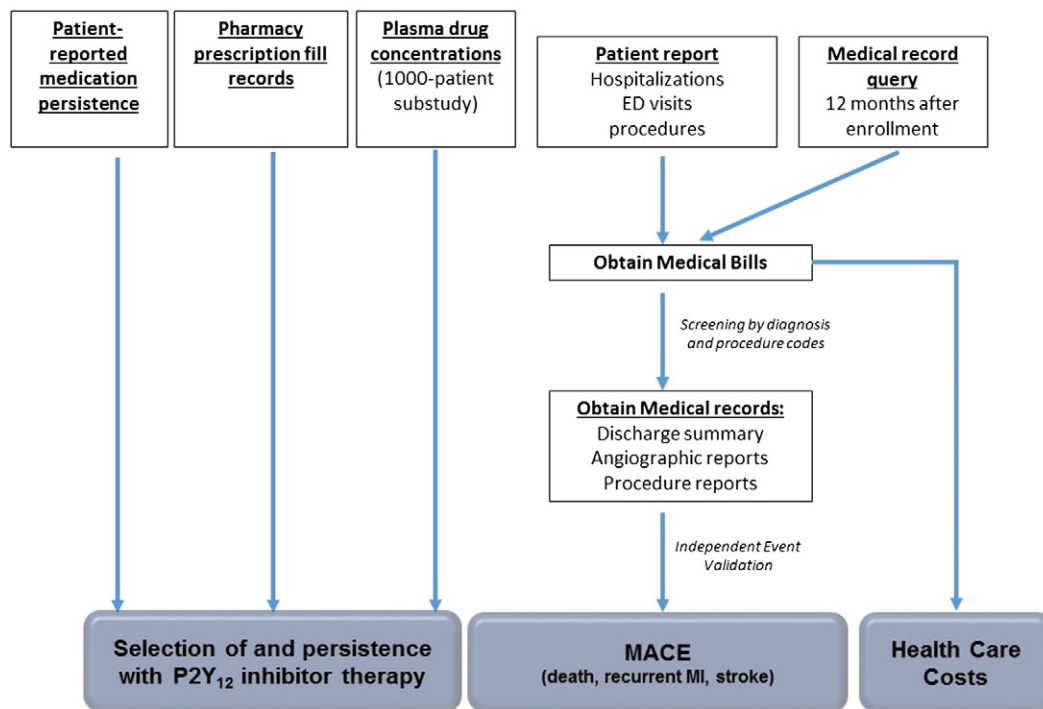 Patient-
reported
medication
persistence
Pharmacy
prescription fill
records
Plasma drug
concentrations
(1000-patient
substudy)
Patient report
Hospitalizations
ED visits
procedures
Medical record
query
12 months after
enrollment
Obtain Medical Bills
Screening by diagnosis
and procedure codes
Obtain Medical records:
Discharge summary
Angiographic reports
Procedure reports
Independent Event
Validation
Selection of and persistence
with P2Y₁₂ inhibitor therapy
MACE
(death, recurrent MI, stroke)
Health Care
Costs